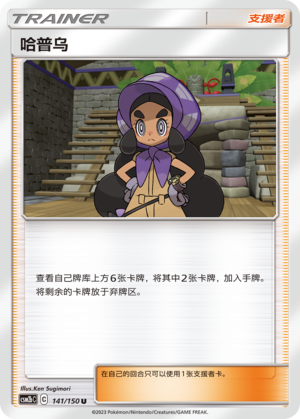 TRAINER
支援者
哈普乌
查看自己牌库上方6张卡牌，将其中2张卡牌，加入手牌。
将剩余的卡牌放于弃牌区。
Illus.Ken Sugimori
CSM2bC C 141/150 U
在自己的回合只可以使用1张支援者卡。
©2023 Pokémon/Nintendo/Creatures/GAME FREAK.